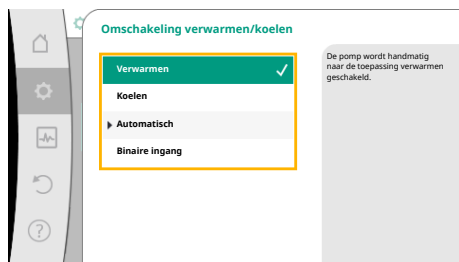 Omschakeling verwarmen/koelen
Verwarmen
Koelen
Automatisch
Binaire ingang
De pomp wordt handmatig
naar de toepassing verwarmen
geschakeld.